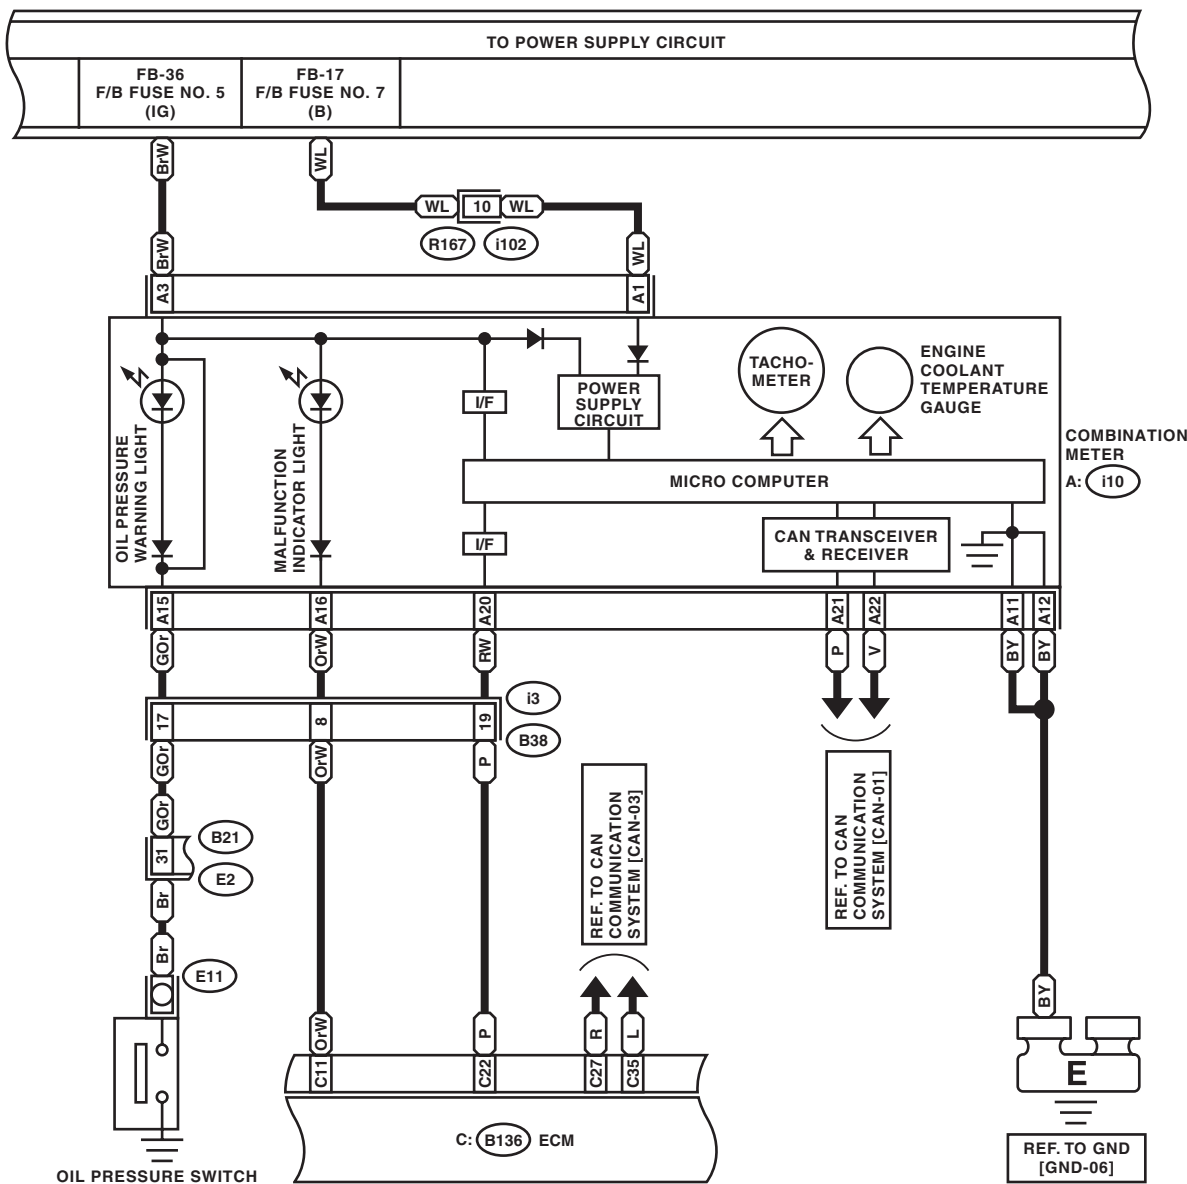 TO POWER SUPPLY CIRCUIT
FB-36
F/B FUSE NO. 5
(IG)
FB-17
F/B FUSE NO. 7
(B)
BrW
WL
WL
10
WL
R167
i102
BrW
WL
A3
A1
TACHO-
METER
ENGINE
COOLANT
TEMPERATURE
GAUGE
I/F
POWER
SUPPLY
CIRCUIT
OIL PRESSURE
WARNING LIGHT
MALFUNCTION
INDICATOR LIGHT
MICRO COMPUTER
COMBINATION
METER
A: i10
I/F
CAN TRANSCEIVER
& RECEIVER
A15
A16
A20
A21
A22
A11
A12
GOr
OrW
RW
P
V
BY
BY
i3
17
8
19
B38
GOr
OrW
P
GOr
B21
31
E2
Br
Br
E11
REF. TO CAN
COMMUNICATION
SYSTEM [CAN-03]
REF. TO CAN
COMMUNICATION
SYSTEM [CAN-01]
OrW
P
R
L
BY
C11
C22
C27
C35
E
C: B136 ECM
REF. TO GND
[GND-06]
OIL PRESSURE SWITCH